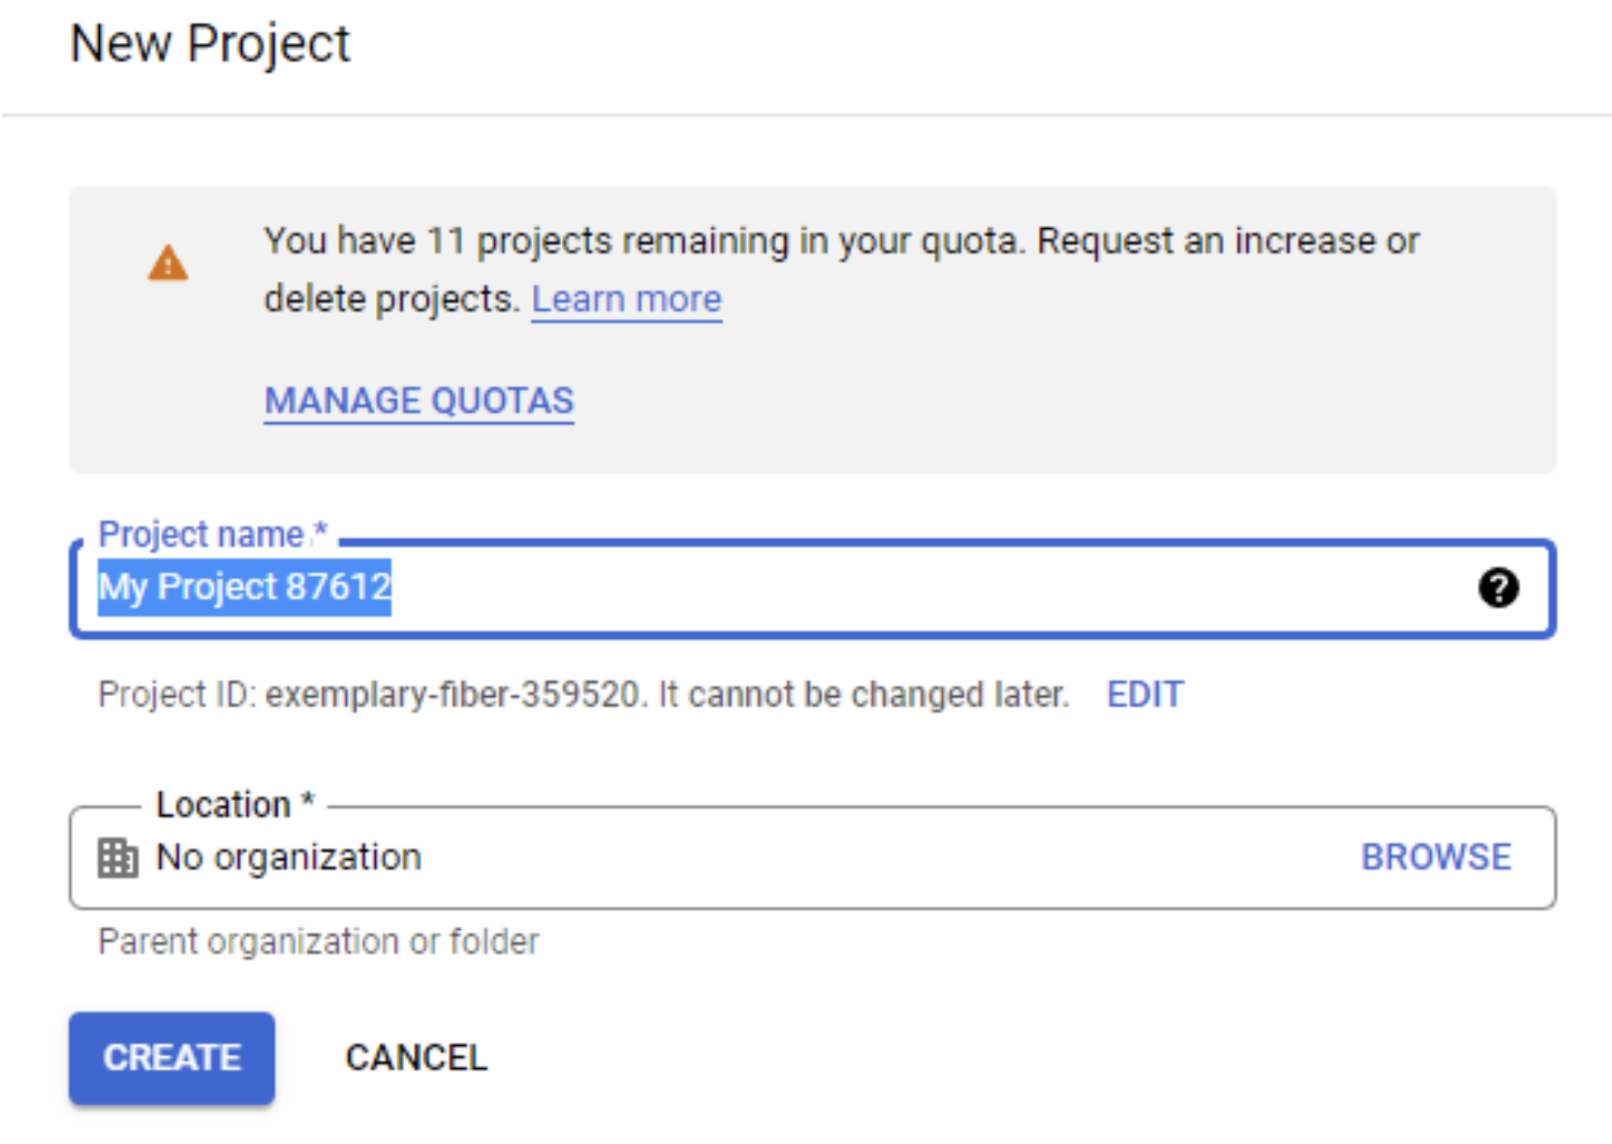 New Project
You have 11 projects remaining in your quota. Request an increase or
delete projects. Learn more
MANAGE QUOTAS
Project name *
My Project 87612
Project ID: exemplary-fiber-359520. It cannot be changed later. EDIT
Location *
No organization BROWSE
Parent organization or folder
CREATE CANCEL